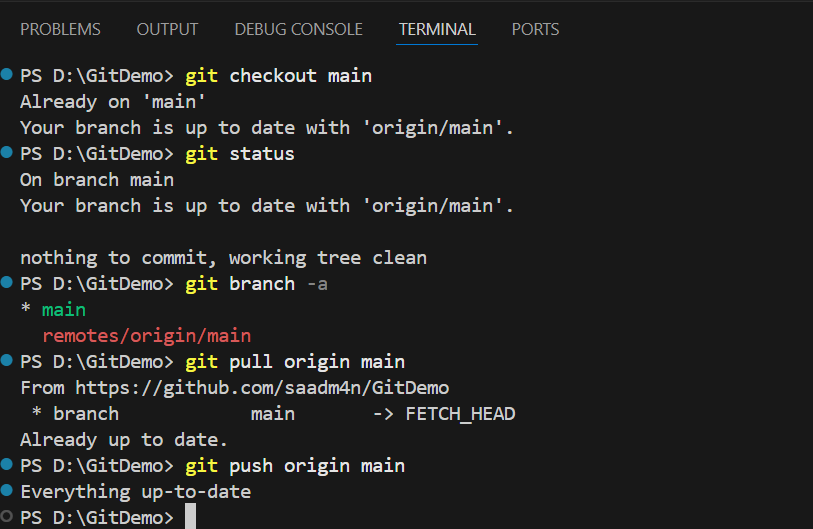 PROBLEMS OUTPUT DEBUG CONSOLE TERMINAL PORTS
PS D:\GitDemo> git checkout main
Already on 'main'
Your branch is up to date with 'origin/main'.
PS D:\GitDemo> git status
On branch main
Your branch is up to date with 'origin/main'.
nothing to commit, working tree clean
PS D:\GitDemo> git branch -a
* main
remotes/origin/main
PS D:\GitDemo> git pull origin main
From https://github.com/saadm4n/GitDemo
* branch main -> FETCH_HEAD
Already up to date.
PS D:\GitDemo> git push origin main
Everything up-to-date
PS D:\GitDemo>